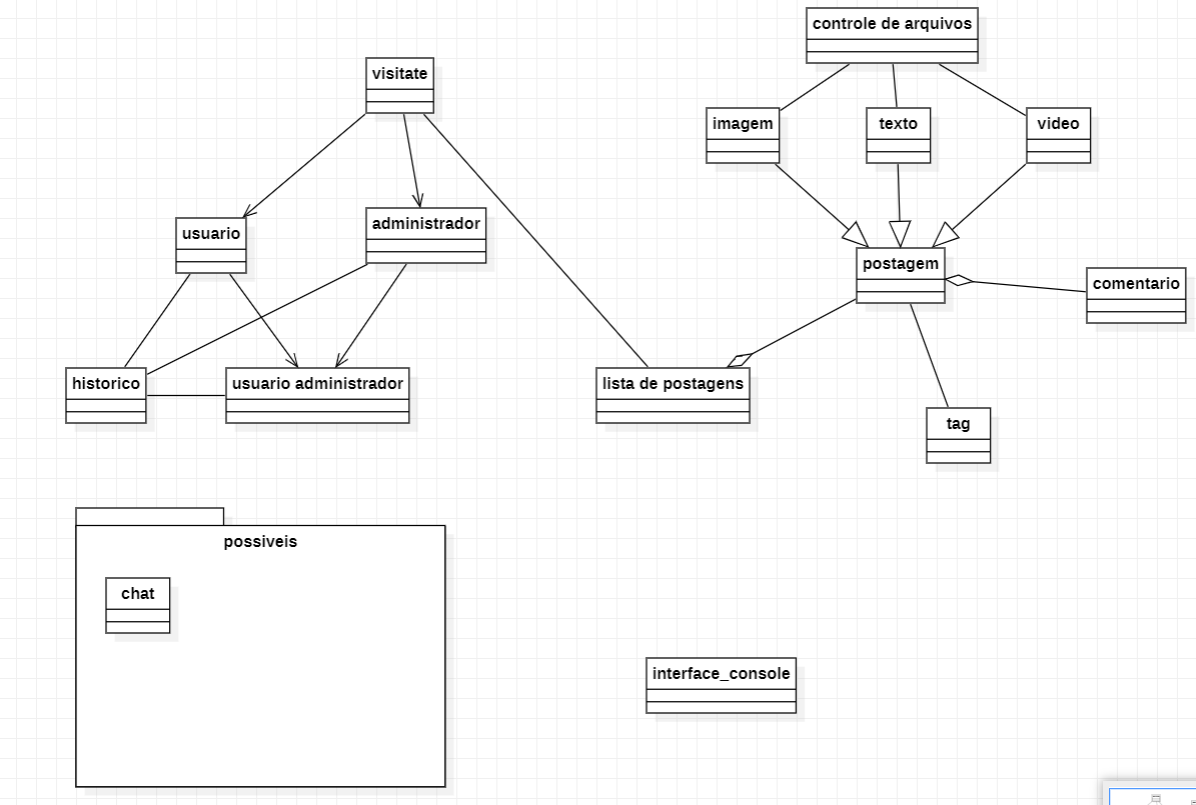 controle de arquivos
visitate
imagem
texto
video
usuario
administrador
postagem
comentario
historico
usuario administrador
lista de postagens
tag
possiveis
chat
interface_console